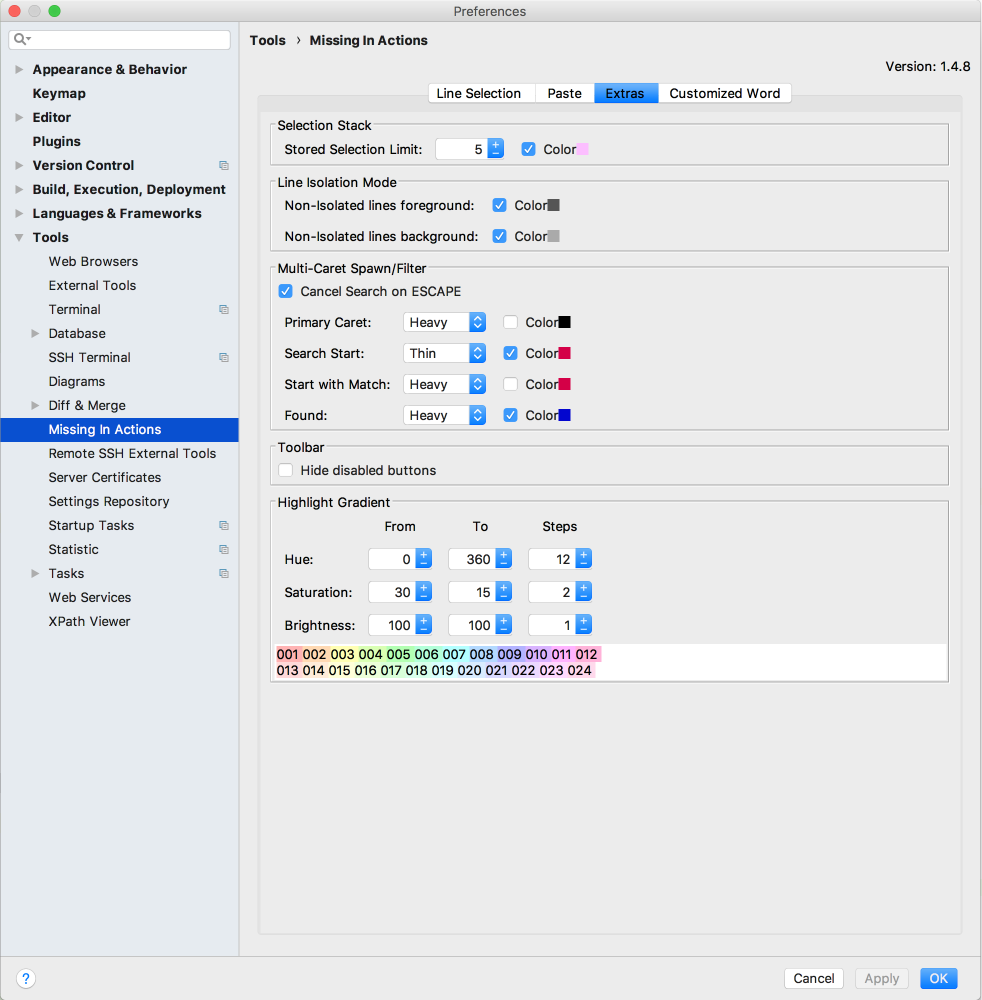 Preferences
Tools › Missing In Actions
Version: 1.4.8
Appearance & Behavior
Keymap
Editor
Plugins
Version Control
Build, Execution, Deployment
Languages & Frameworks
Tools
Web Browsers
External Tools
Terminal
Database
SSH Terminal
Diagrams
Diff & Merge
Missing In Actions
Remote SSH External Tools
Server Certificates
Settings Repository
Startup Tasks
Statistic
Tasks
Web Services
XPath Viewer
Line Selection Paste Extras Customized Word
Selection Stack
Stored Selection Limit: 5 Color
Line Isolation Mode
Non-Isolated lines foreground: Color
Non-Isolated lines background: Color
Multi-Caret Spawn/Filter
Cancel Search on ESCAPE
Primary Caret: Heavy Color
Search Start: Thin Color
Start with Match: Heavy Color
Found: Heavy Color
Toolbar
Hide disabled buttons
Highlight Gradient
From To Steps
Hue: 0 360 12
Saturation: 30 15 2
Brightness: 100 100 1
001 002 003 004 005 006 007 008 009 010 011 012
013 014 015 016 017 018 019 020 021 022 023 024
? Cancel Apply OK